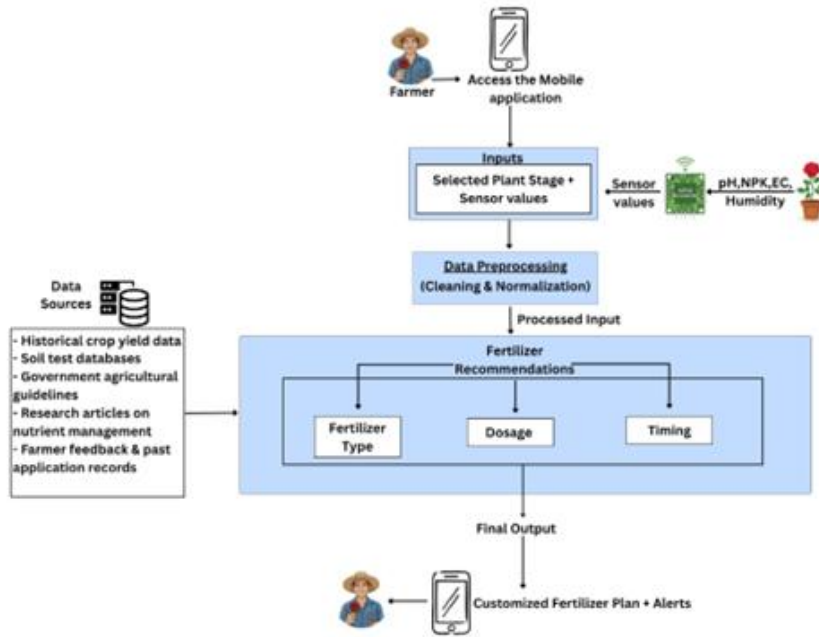 Farmer
Access the Mobile
application
Inputs
Selected Plant Stage +
Sensor values
Sensor
values
pH,NPK,EC,
Humidity
Data Preprocessing
(Cleaning & Normalization)
Processed Input
Data
Sources
- Historical crop yield data
- Soil test databases
- Government agricultural
guidelines
- Research articles on
nutrient management
- Farmer feedback & past
application records
Fertilizer
Recommendations
Fertilizer
Type
Dosage
Timing
Final Output
Customized Fertilizer Plan + Alerts